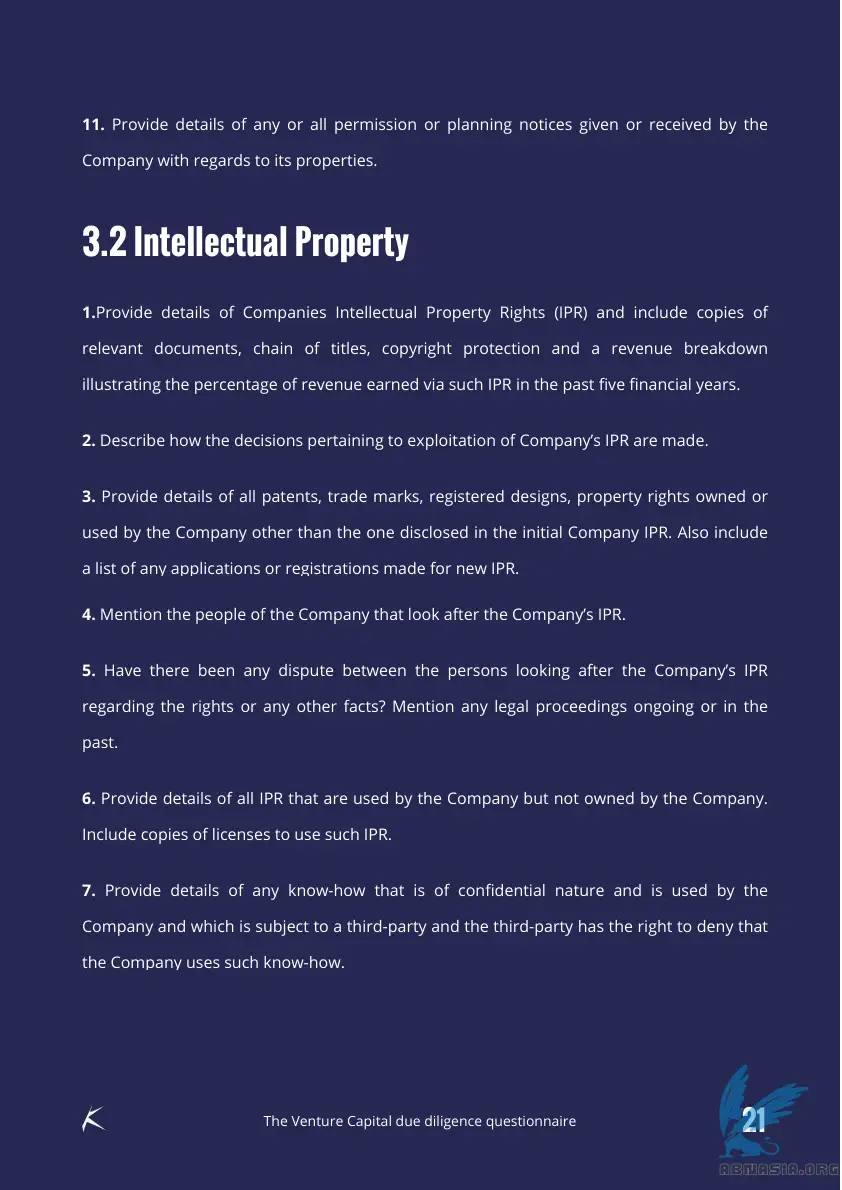 11. Provide details of any or all permission or planning notices given or received by the
Company with regards to its properties.
3.2 Intellectual Property
1.Provide details of Companies Intellectual Property Rights (IPR) and include copies of
relevant documents, chain of titles, copyright protection and a revenue breakdown
illustrating the percentage of revenue earned via such IPR in the past five financial years.
2. Describe how the decisions pertaining to exploitation of Company’s IPR are made.
3. Provide details of all patents, trade marks, registered designs, property rights owned or
used by the Company other than the one disclosed in the initial Company IPR. Also include
a list of any applications or registrations made for new IPR.
4. Mention the people of the Company that look after the Company’s IPR.
5. Have there been any dispute between the persons looking after the Company’s IPR
regarding the rights or any other facts? Mention any legal proceedings ongoing or in the
past.
6. Provide details of all IPR that are used by the Company but not owned by the Company.
Include copies of licenses to use such IPR.
7. Provide details of any know-how that is of confidential nature and is used by the
Company and which is subject to a third-party and the third-party has the right to deny that
the Company uses such know-how.
The Venture Capital due diligence questionnaire
21
ABNASIA.ORG